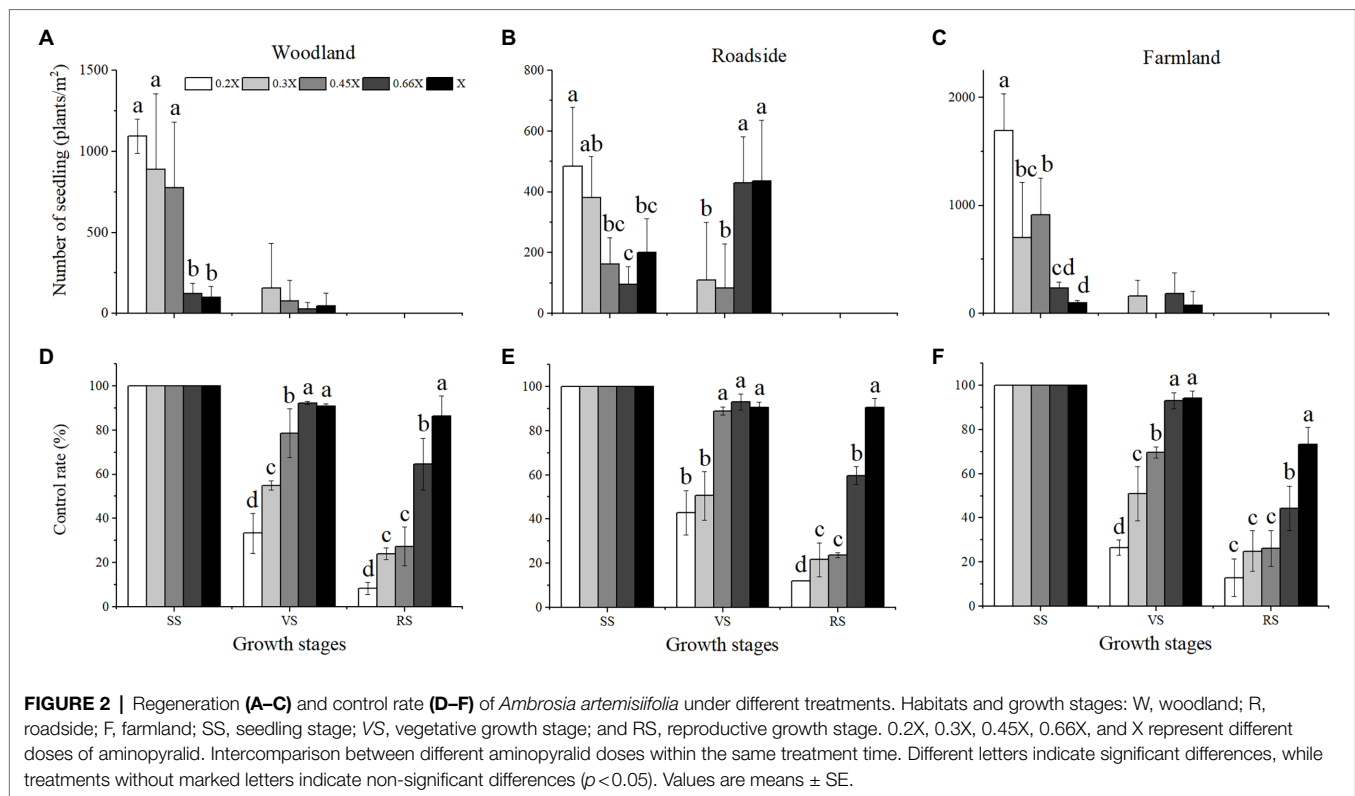 A
Woodland
B
Roadside
C
Farmland
Number of seedling (plants/m²)
1500
1000
500
0
0.2X 0.3X 0.45X 0.66X X
a a a b b
800
600
400
200
0
a ab bc c bc b b a a
2000
1000
0
a bc b cd d
D
E
F
Control rate (%)
100
80
60
40
20
0
d c b a a d c c b a
SS VS RS
Growth stages
100
80
60
40
20
0
b b a a a d c c b a
SS VS RS
Growth stages
100
80
60
40
20
0
d c b a a c c c b a
SS VS RS
Growth stages
FIGURE 2 | Regeneration (A–C) and control rate (D–F) of Ambrosia artemisiifolia under different treatments. Habitats and growth stages: W, woodland; R,
roadside; F, farmland; SS, seedling stage; VS, vegetative growth stage; and RS, reproductive growth stage. 0.2X, 0.3X, 0.45X, 0.66X, and X represent different
doses of aminopyralid. Intercomparison between different aminopyralid doses within the same treatment time. Different letters indicate significant differences, while
treatments without marked letters indicate non-significant differences (p<0.05). Values are means ± SE.